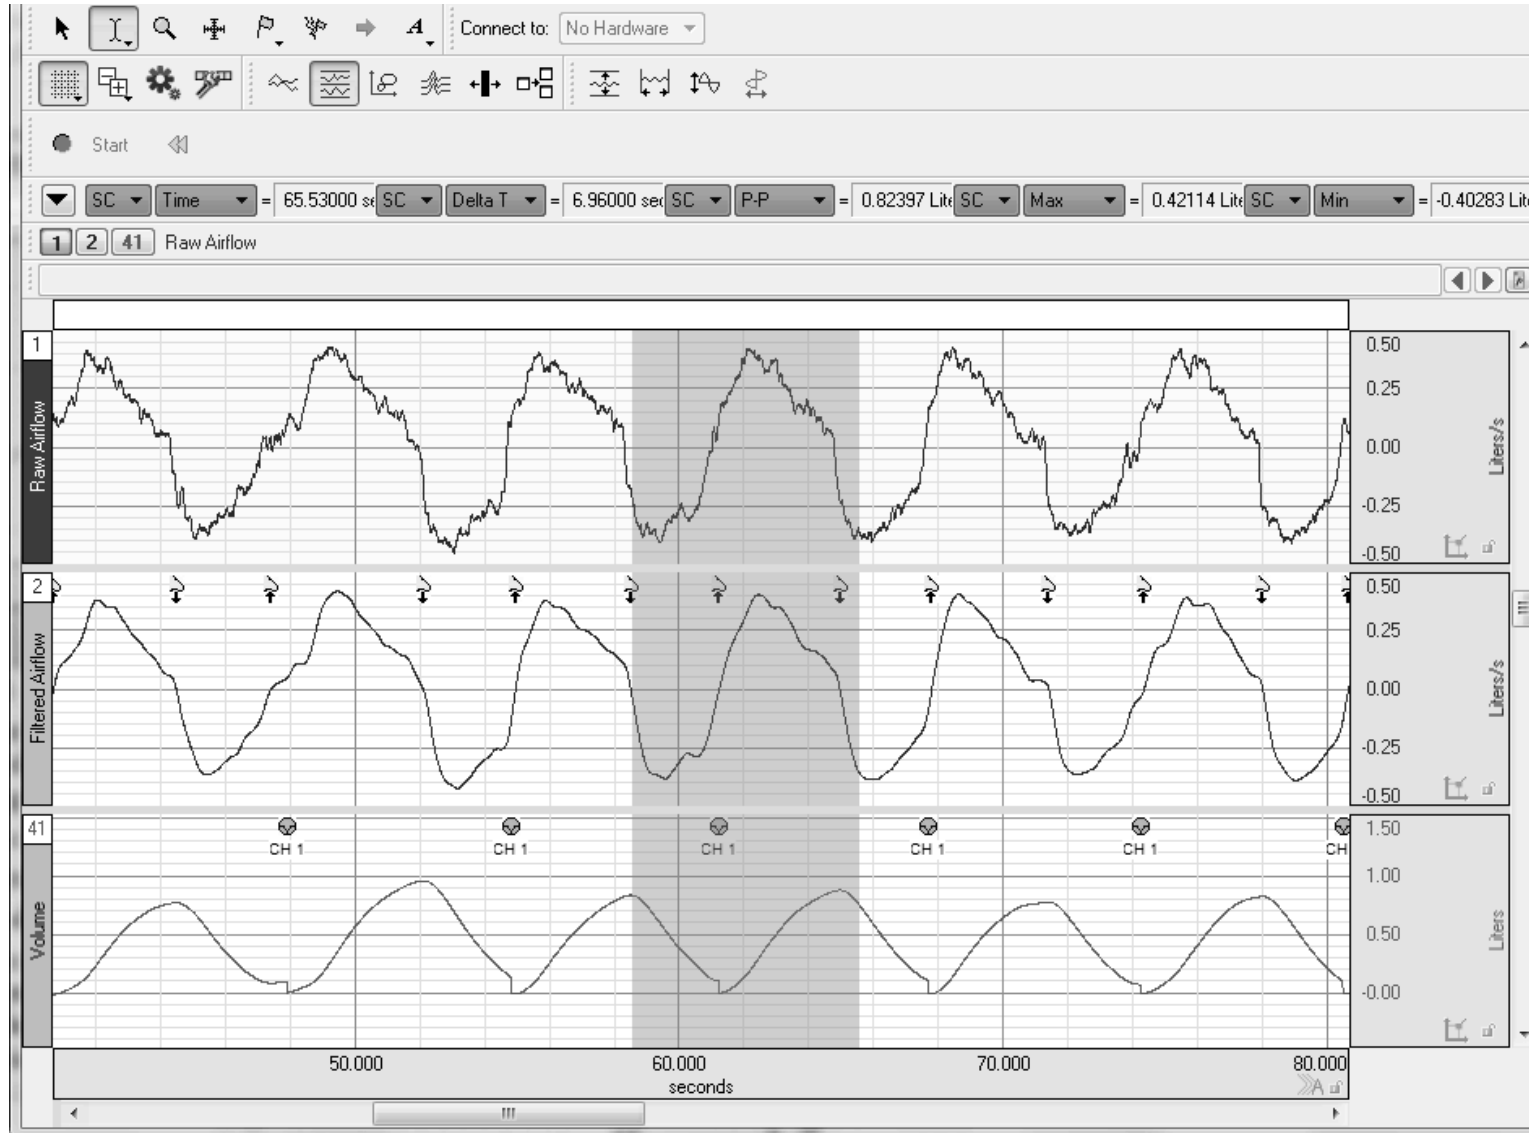 A Connect to: No Hardware
Start
SC Time = 65.53000 se SC Delta T = 6.96000 sec SC P-P = 0.82397 Lite SC Max = 0.42114 Lite SC Min = -0.40283 Lite
1 2 41 Raw Airflow
1 Raw Airflow
0.50
0.25
0.00
-0.25
-0.50
Liters/s
2 Filtered Airflow
0.50
0.25
0.00
-0.25
-0.50
Liters/s
41 Volume
CH 1 CH 1 CH 1 CH 1 CH 1 CH
1.50
1.00
0.50
-0.00
Liters
50.000 60.000 70.000 80.000
seconds
A